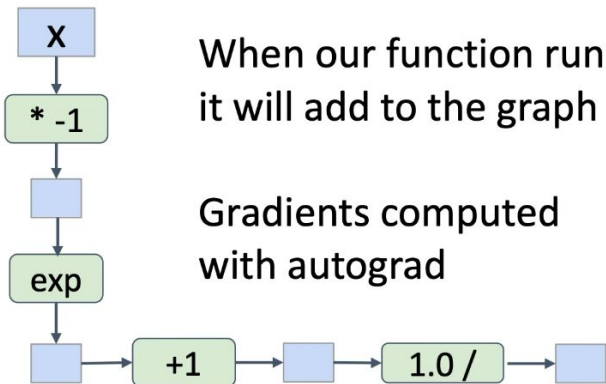 X
When our function run
it will add to the graph
* -1
Gradients computed
with autograd
exp
+1
1.0 /